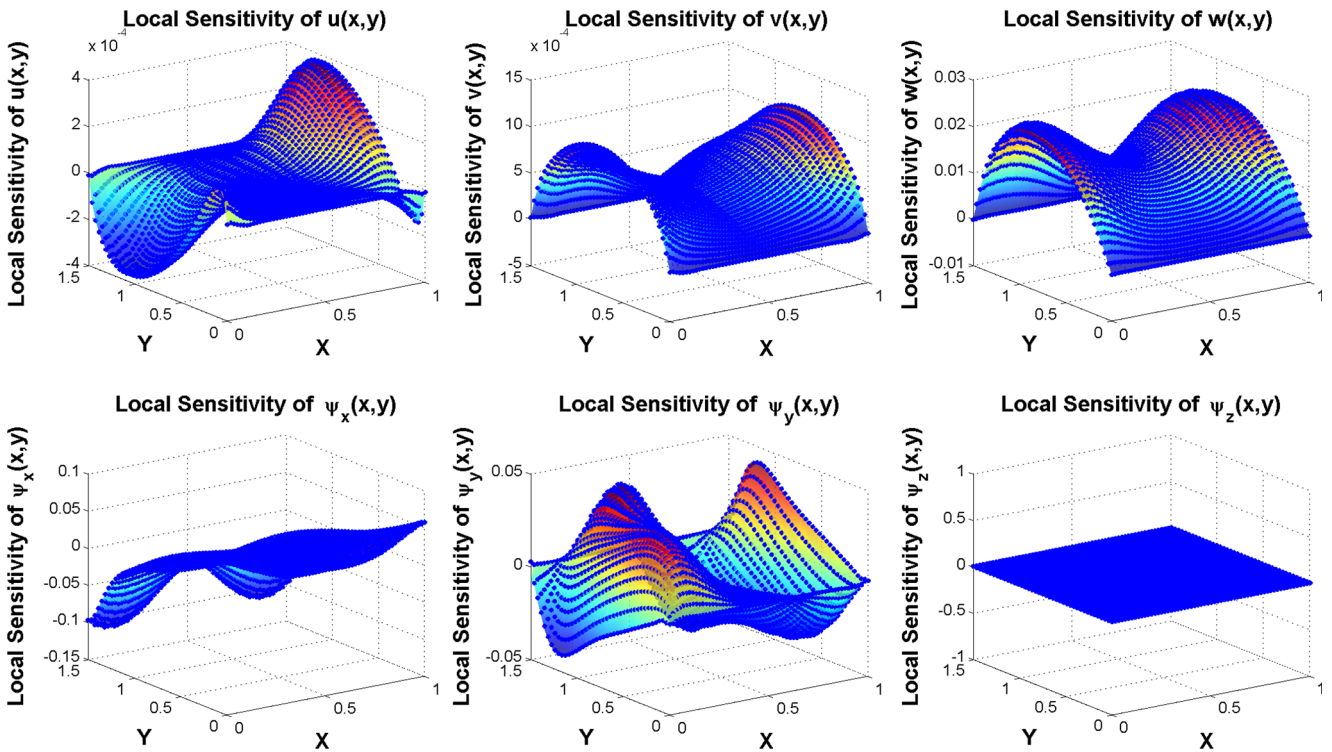 Local Sensitivity of u(x,y)
x 10⁻⁴
Local Sensitivity of u(x,y)
4
2
0
-2
-4
1.5
1
0.5
0
Y
0
0.5
1
X
Local Sensitivity of v(x,y)
x 10⁻⁴
Local Sensitivity of v(x,y)
15
10
5
0
-5
1.5
1
0.5
0
Y
0
0.5
1
X
Local Sensitivity of w(x,y)
Local Sensitivity of w(x,y)
0.03
0.02
0.01
0
-0.01
1.5
1
0.5
0
Y
0
0.5
1
X
Local Sensitivity of ψ_x(x,y)
Local Sensitivity of ψ_x(x,y)
0.1
0.05
0
-0.05
-0.1
-0.15
1.5
1
0.5
0
Y
0
0.5
1
X
Local Sensitivity of ψ_y(x,y)
Local Sensitivity of ψ_y(x,y)
0.05
0
-0.05
1.5
1
0.5
0
Y
0
0.5
1
X
Local Sensitivity of ψ_z(x,y)
Local Sensitivity of ψ_z(x,y)
1
0.5
0
-0.5
-1
1.5
1
0.5
0
Y
0
0.5
1
X